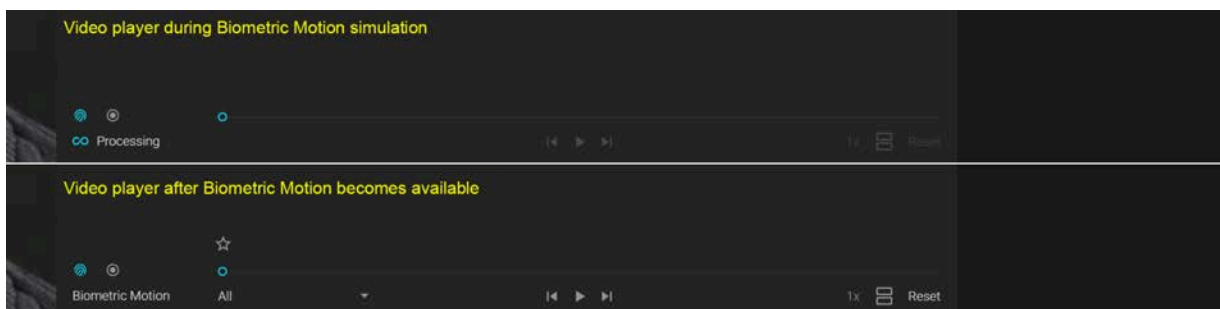 Video player during Biometric Motion simulation
Processing 1x Reset
Video player after Biometric Motion becomes available
Biometric Motion All 1x Reset